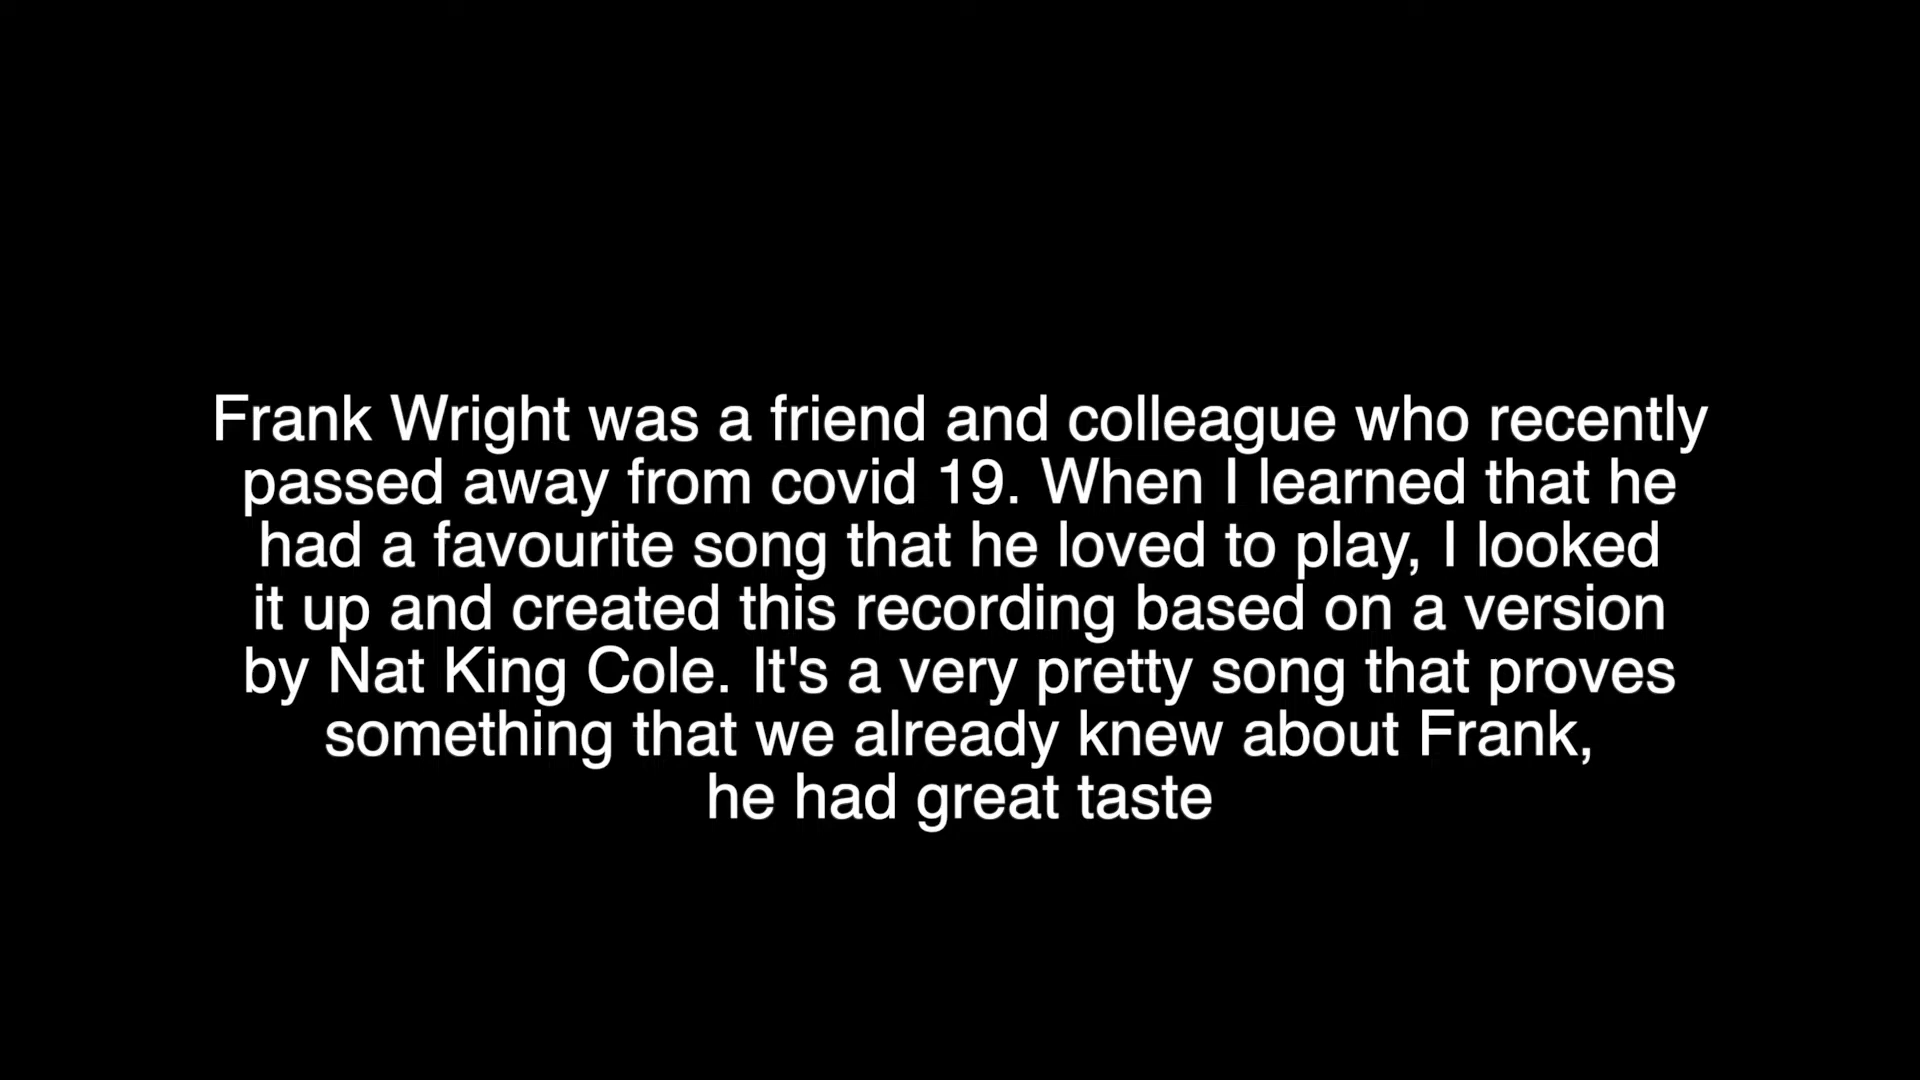 Frank Wright was a friend and colleague who recently
passed away from covid 19. When I learned that he
had a favourite song that he loved to play, I looked
it up and created this recording based on a version
by Nat King Cole. It's a very pretty song that proves
something that we already knew about Frank,
he had great taste